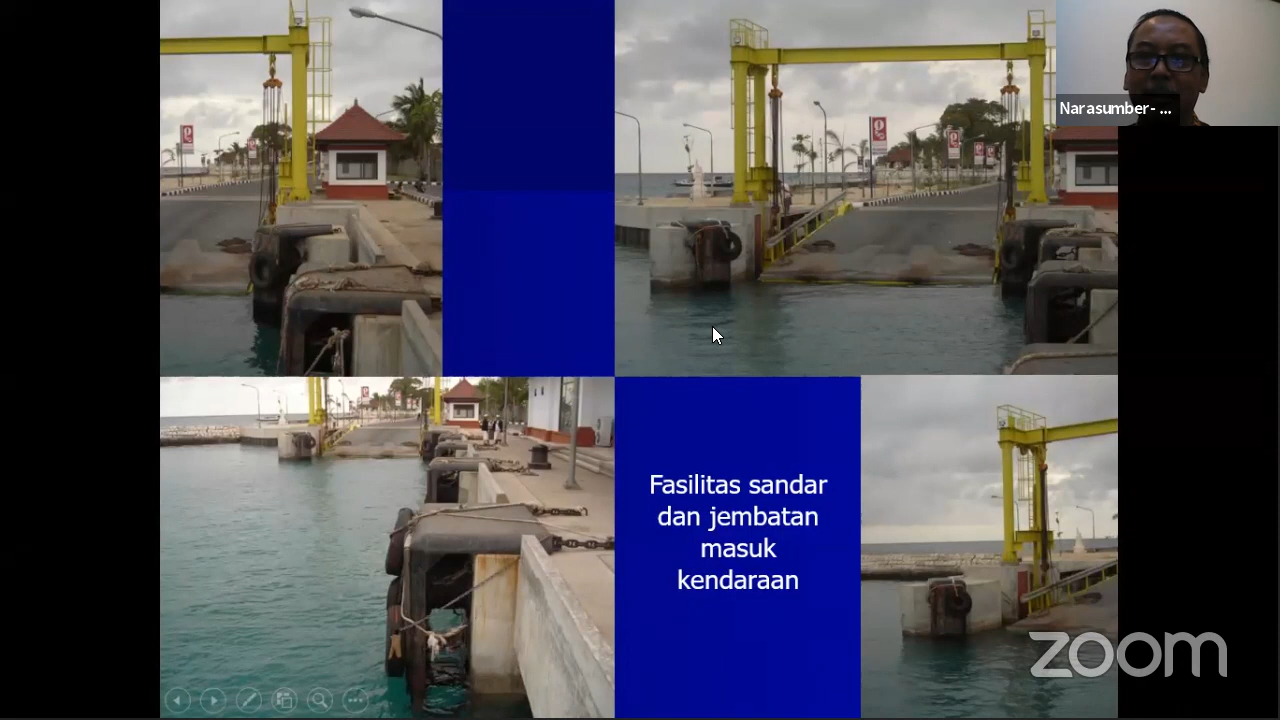 Narasumber- ...
Fasilitas sandar
dan jembatan
masuk
kendaraan
zoom